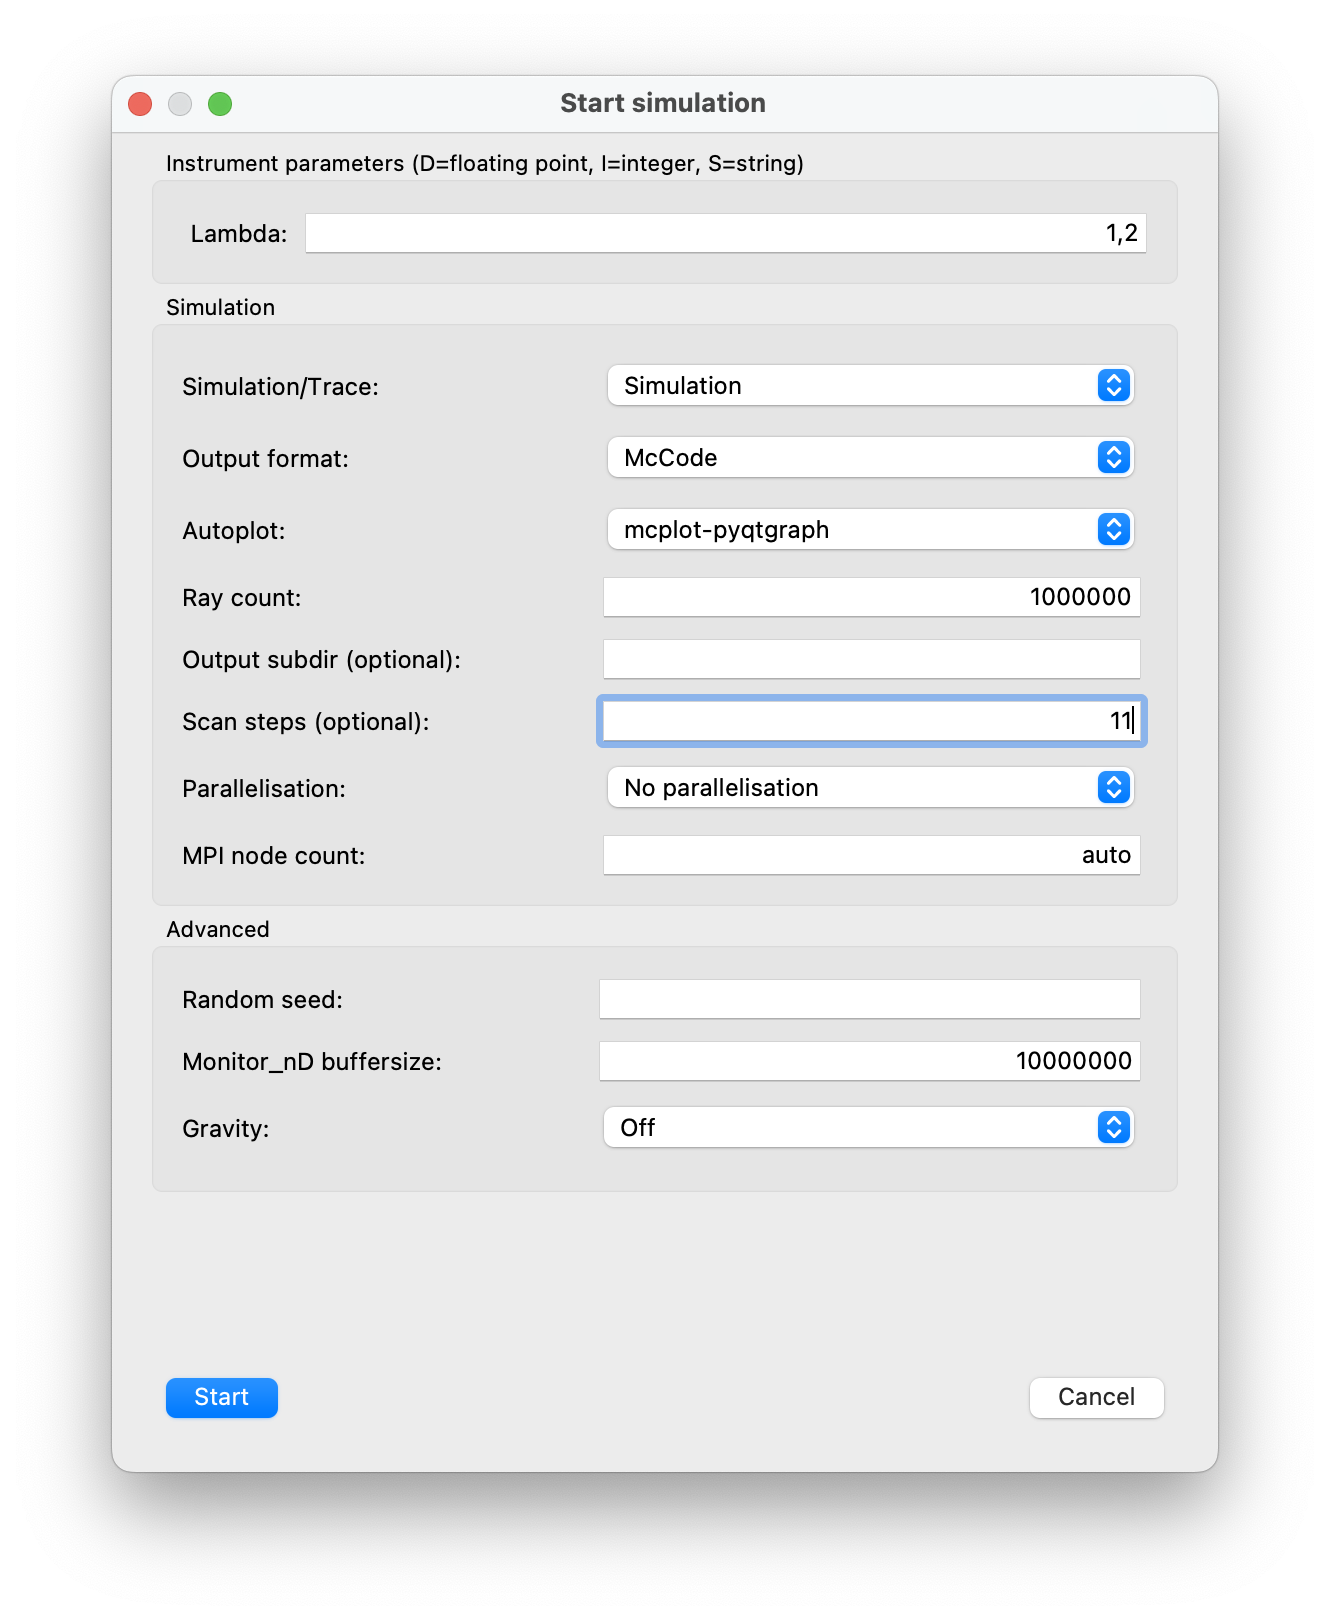 Start simulation
Instrument parameters (D=floating point, I=integer, S=string)
Lambda: 1,2
Simulation
Simulation/Trace: Simulation
Output format: McCode
Autoplot: mcplot-pyqtgraph
Ray count: 1000000
Output subdir (optional):
Scan steps (optional): 11
Parallelisation: No parallelisation
MPI node count: auto
Advanced
Random seed:
Monitor_nD buffersize: 10000000
Gravity: Off
Start Cancel